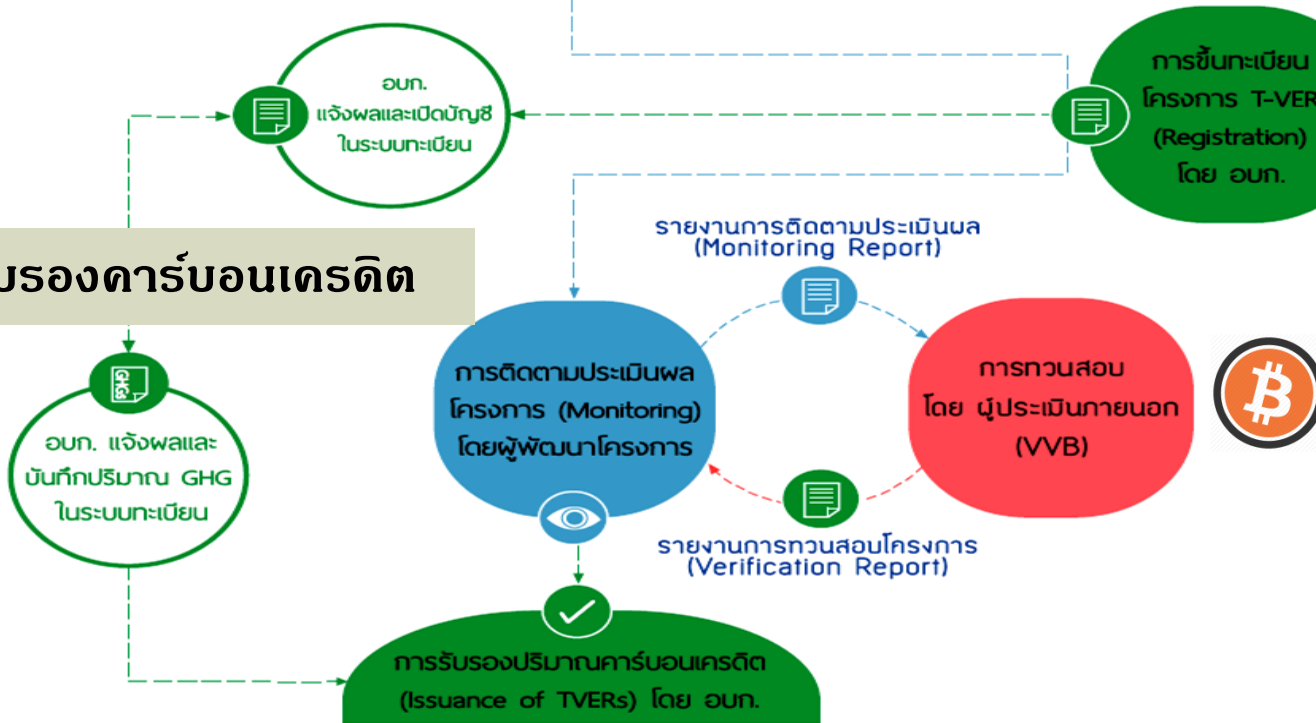 อบก.
แจ้งผลและเปิดบัญชี
ในระบบทะเบียน
การขึ้นทะเบียน
โครงการ T-VER
(Registration)
โดย อบก.
รายงานการติดตามประเมินผล
(Monitoring Report)
บรองคาร์บอนเครดิต
GHGs
อบก. แจ้งผลและ
บันทึกปริมาณ GHG
ในระบบทะเบียน
การติดตามประเมินผล
โครงการ (Monitoring)
โดยผู้พัฒนาโครงการ
การทวนสอบ
โดย ผู้ประเมินภายนอก
(VVB)
รายงานการทวนสอบโครงการ
(Verification Report)
การรับรองปริมาณคาร์บอนเครดิต
(Issuance of TVERs) โดย อบก.